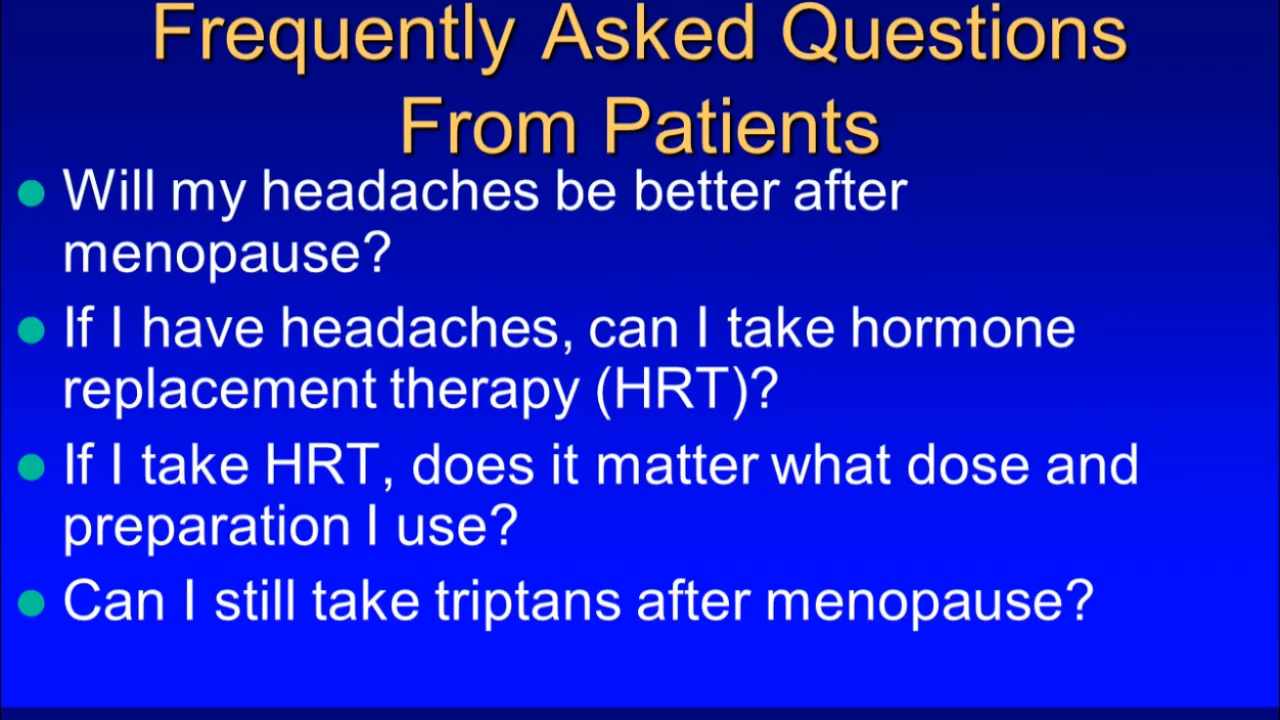 Frequently Asked Questions
From Patients
Will my headaches be better after
menopause?
If I have headaches, can I take hormone
replacement therapy (HRT)?
If I take HRT, does it matter what dose and
preparation I use?
Can I still take triptans after menopause?